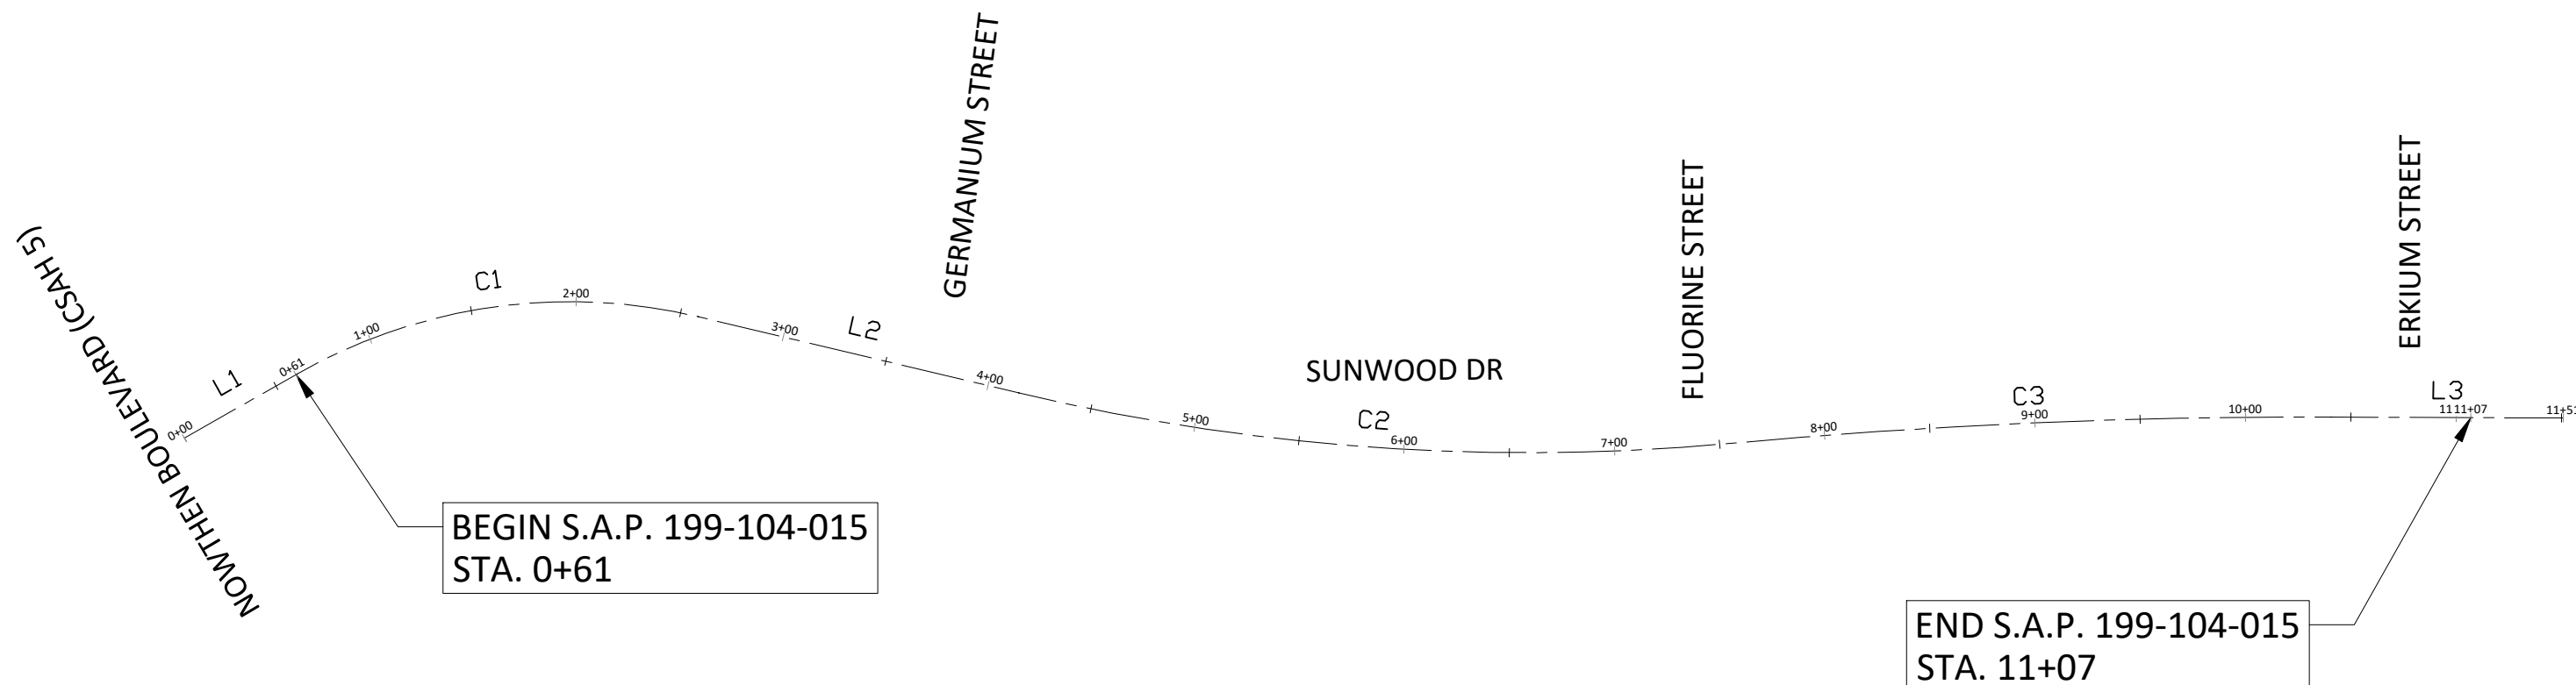 NOWTHEN BOULEVARD (CSAH 5)
0+00
L1
0+61
1+00
C1
2+00
3+00
L2
GERMANIUM STREET
4+00
5+00
SUNWOOD DR
C2
6+00
7+00
FLUORINE STREET
8+00
C3
9+00
10+00
ERKIUM STREET
L3
11
11+07
11+51
BEGIN S.A.P. 199-104-015
STA. 0+61
END S.A.P. 199-104-015
STA. 11+07